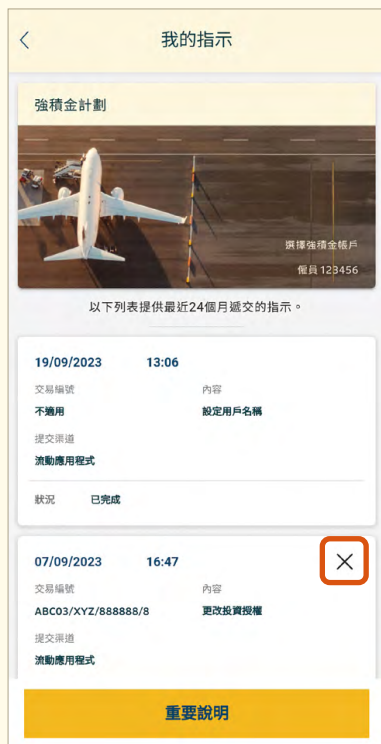 我的指示
強積金計劃
選擇強積金帳戶
僱員 123456
以下列表提供最近24個月遞交的指示。
19/09/2023 13:06
交易編號 內容
不適用 設定用戶名稱
提交渠道
流動應用程式
狀況 已完成
07/09/2023 16:47
交易編號 內容
ABC03/XYZ/888888/8 更改投資授權
提交渠道
流動應用程式
重要說明